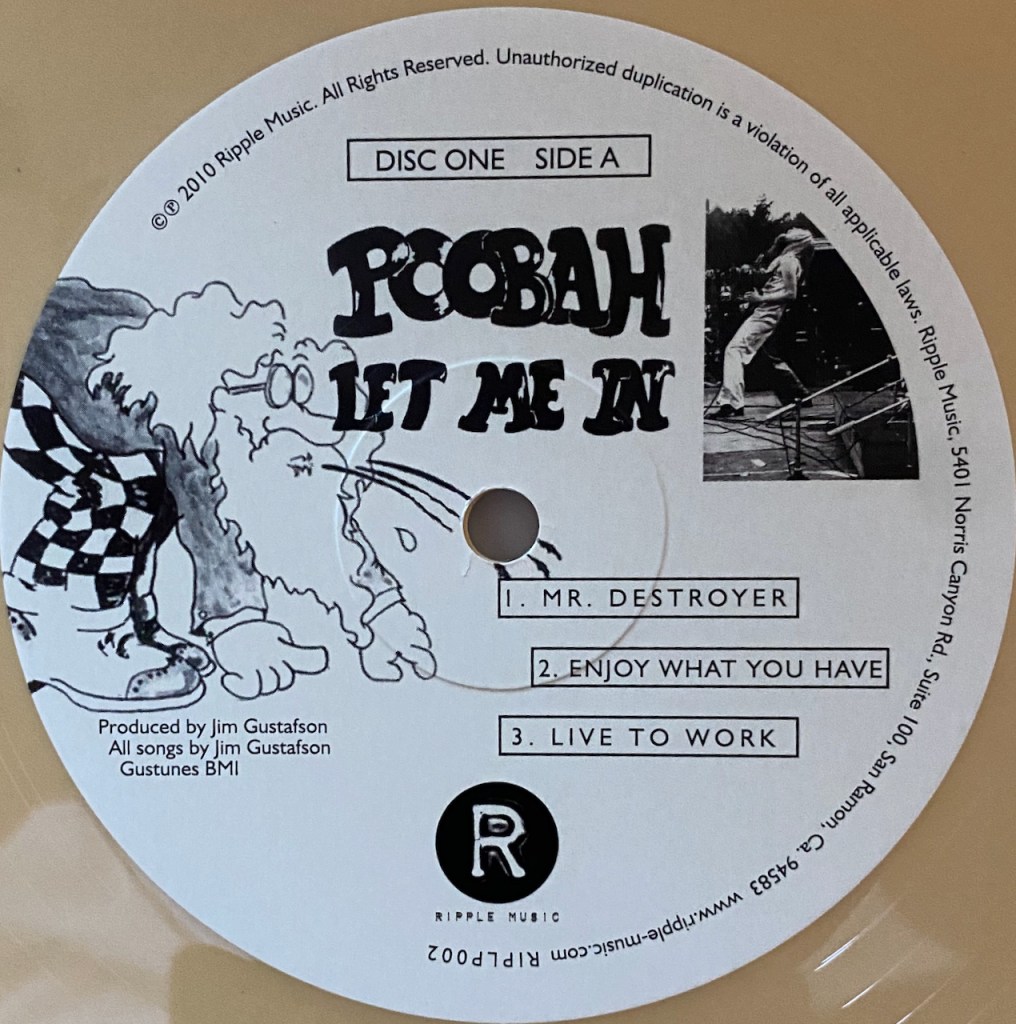 ©℗ 2010 Ripple Music. All Rights Reserved. Unauthorized duplication is a violation of all applicable laws. Ripple Music, 5401 Norris Canyon Rd., Suite 100, San Ramon, Ca. 94583 www.ripple-music.com RIPLP002
DISC ONE SIDE A
POOBAH
LET ME IN
1. MR. DESTROYER
2. ENJOY WHAT YOU HAVE
3. LIVE TO WORK
Produced by Jim Gustafson
All songs by Jim Gustafson
Gustunes BMI
R
RIPPLE MUSIC